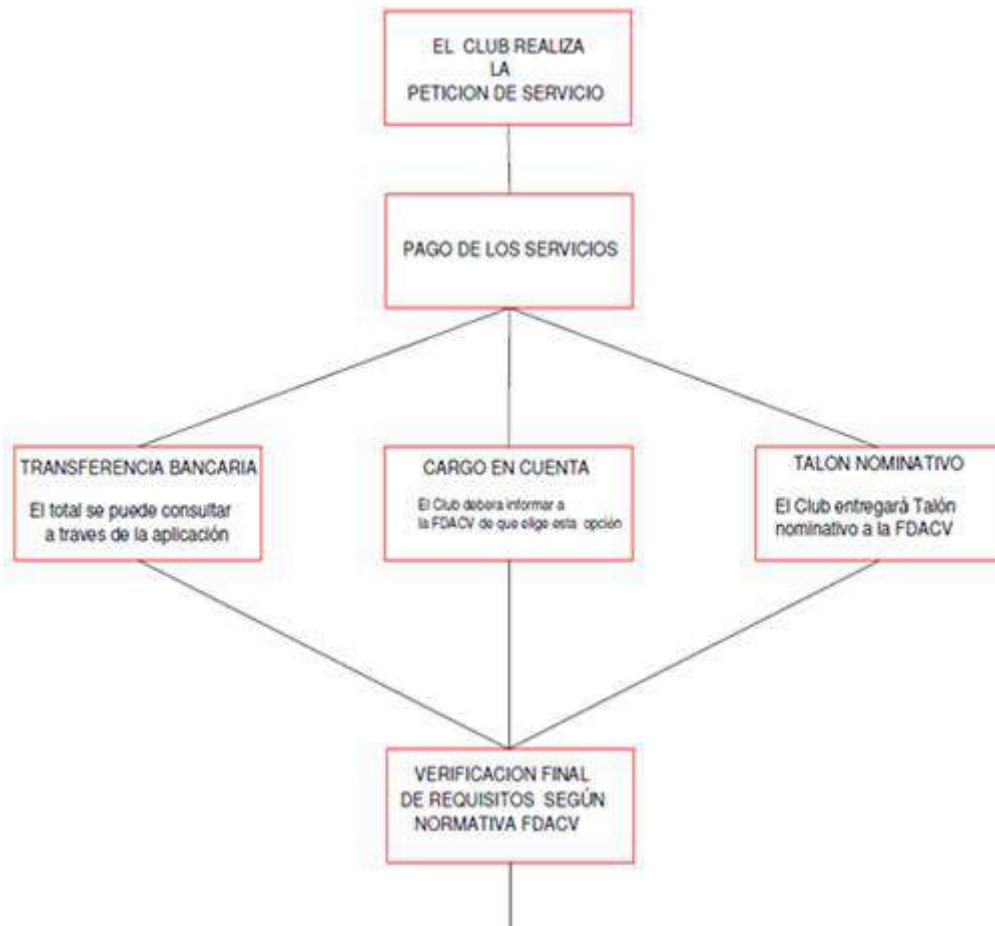 EL CLUB REALIZA
LA
PETICION DE SERVICIO
PAGO DE LOS SERVICIOS
TRANSFERENCIA BANCARIA
El total se puede consultar
a traves de la aplicación
CARGO EN CUENTA
El Club debera informar a
la FDACV de que elige esta opción
TALON NOMINATIVO
El Club entregará Talón
nominativo a la FDACV
VERIFICACION FINAL
DE REQUISITOS SEGÚN
NORMATIVA FDACV